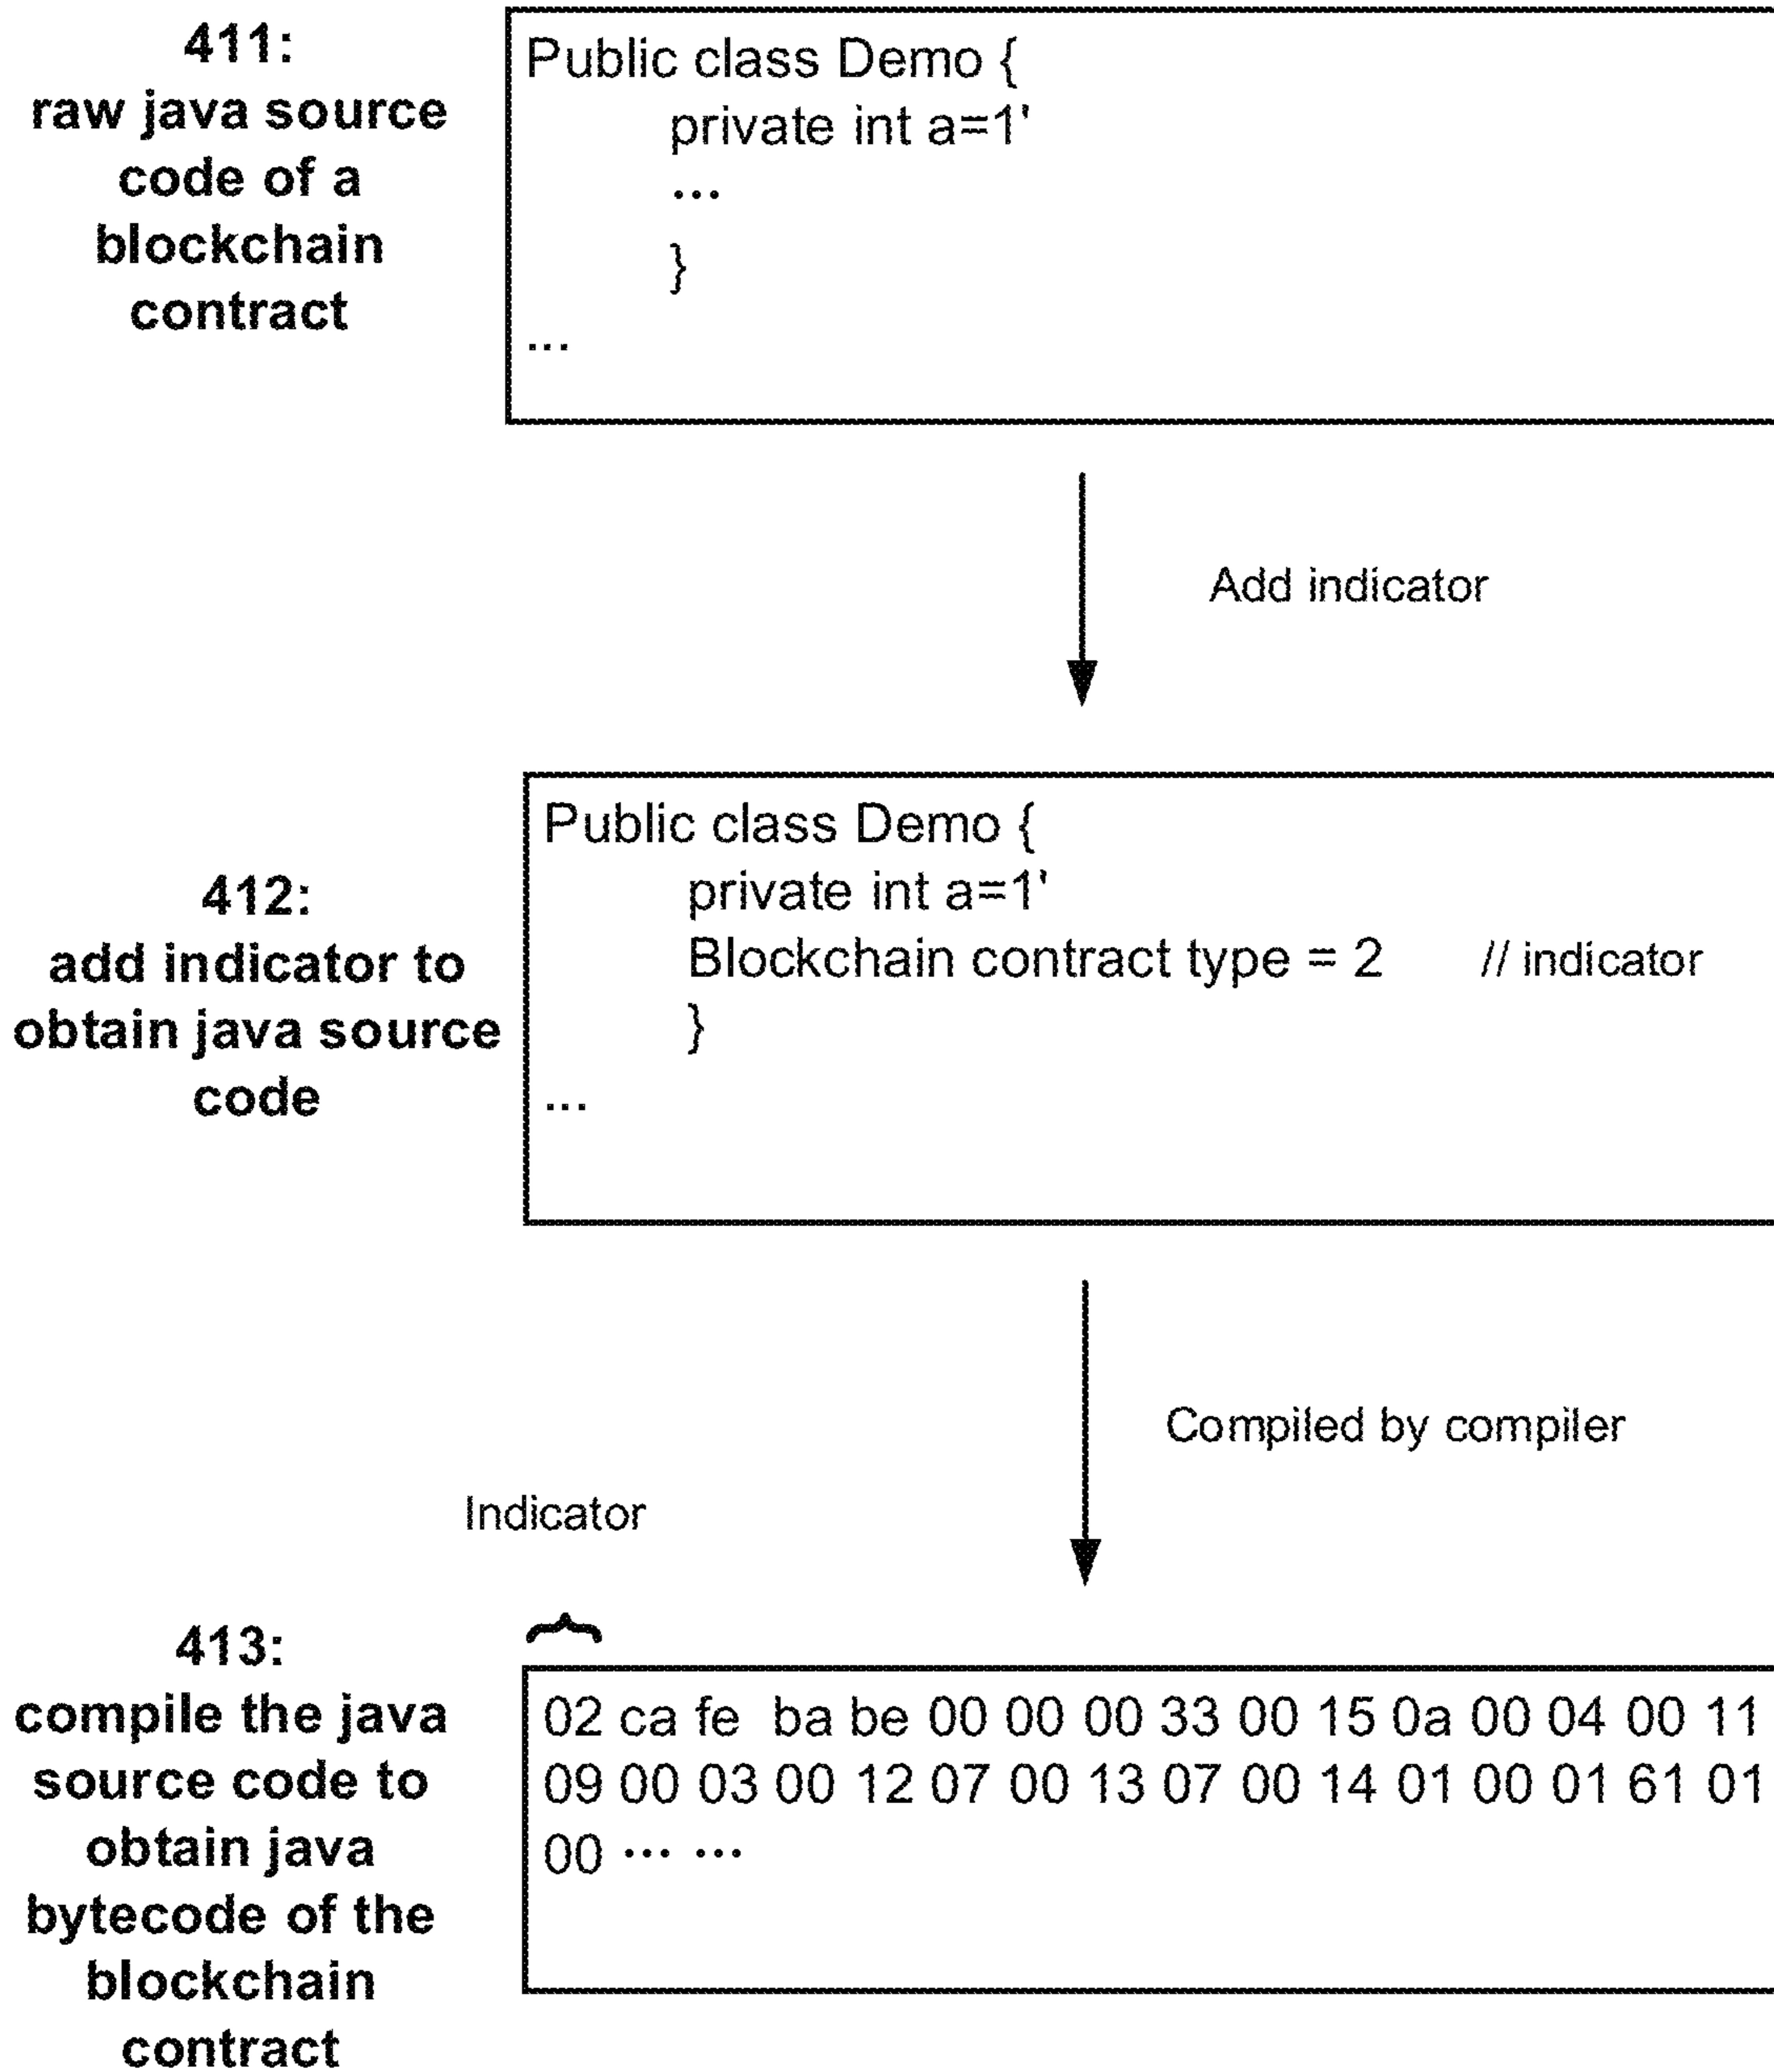 411:
raw java source
code of a
blockchain
contract
Public class Demo {
private int a=1'
...
}
...
Add indicator
412:
add indicator to
obtain java source
code
Public class Demo {
private int a=1'
Blockchain contract type = 2 // indicator
}
...
Compiled by compiler
Indicator
413:
compile the java
source code to
obtain java
bytecode of the
blockchain
contract
02 ca fe ba be 00 00 00 33 00 15 0a 00 04 00 11
09 00 03 00 12 07 00 13 07 00 14 01 00 01 61 01
00 ... ...